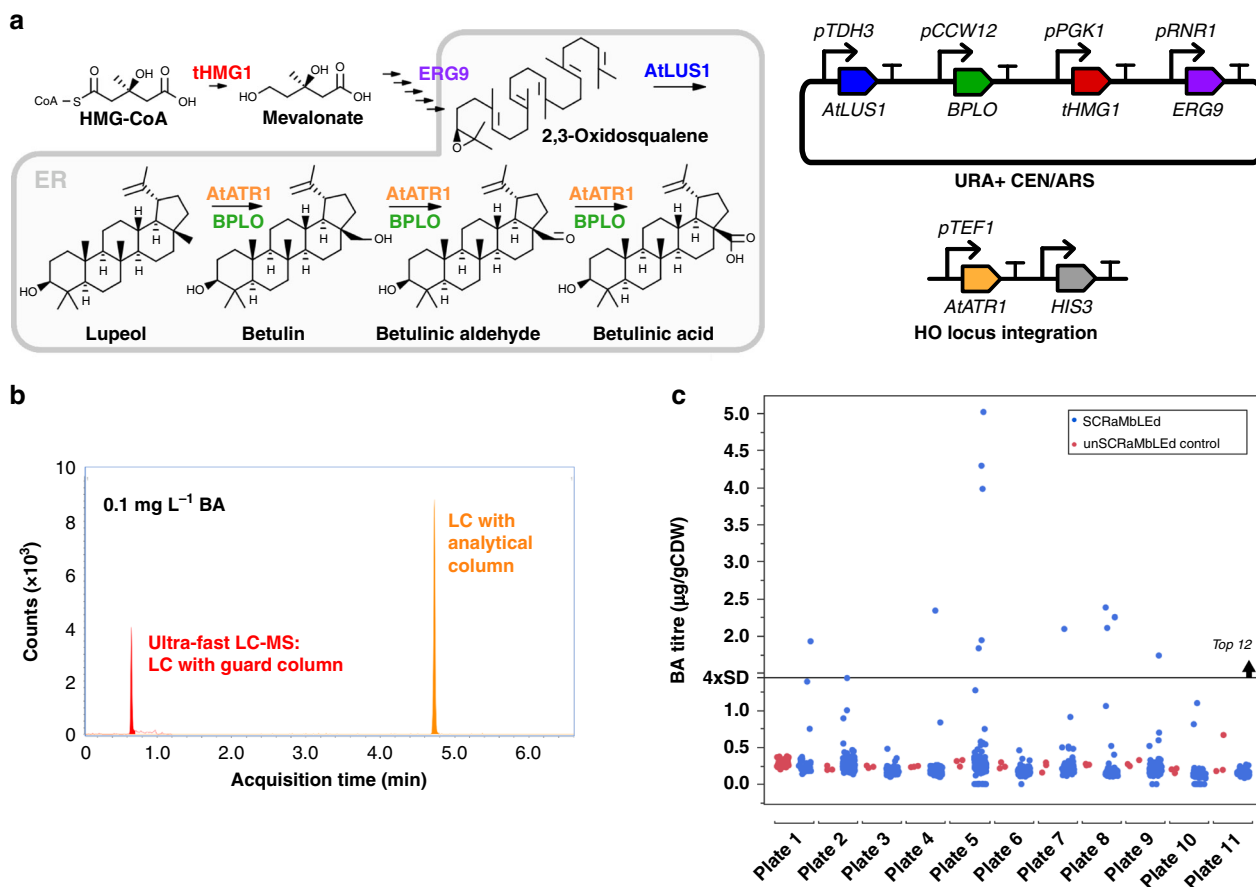 a
tHMG1
ERG9
AtLUS1
O
OH
O
CoA
S
OH
HMG-CoA
OH
O
HO
OH
Mevalonate
O
2,3-Oxidosqualene
ER
AtATR1
BPLO
AtATR1
BPLO
AtATR1
BPLO
H
H
H
HO
Lupeol
H
H
H
OH
HO
Betulin
H
H
H
O
HO
Betulinic aldehyde
H
H
H
O
OH
HO
Betulinic acid
pTDH3
pCCW12
pPGK1
pRNR1
AtLUS1
BPLO
tHMG1
ERG9
URA+ CEN/ARS
pTEF1
AtATR1
HIS3
HO locus integration
b
0.1 mg L⁻¹ BA
LC with
analytical
column
Ultra-fast LC-MS:
LC with guard column
Counts (×10³)
10
8
6
4
2
0
0
1.0
2.0
3.0
4.0
5.0
6.0
Acquisition time (min)
c
BA titre (µg/gCDW)
5.0
4.5
4.0
3.5
3.0
2.5
2.0
4xSD
1.0
0.5
0.0
SCRaMbLEd
unSCRaMbLEd control
Top 12
Plate 1
Plate 2
Plate 3
Plate 4
Plate 5
Plate 6
Plate 7
Plate 8
Plate 9
Plate 10
Plate 11